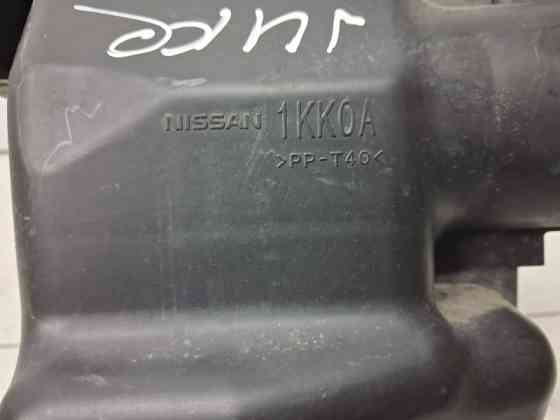 JUKE
NISSAN 1KK0A
>PP-T40<